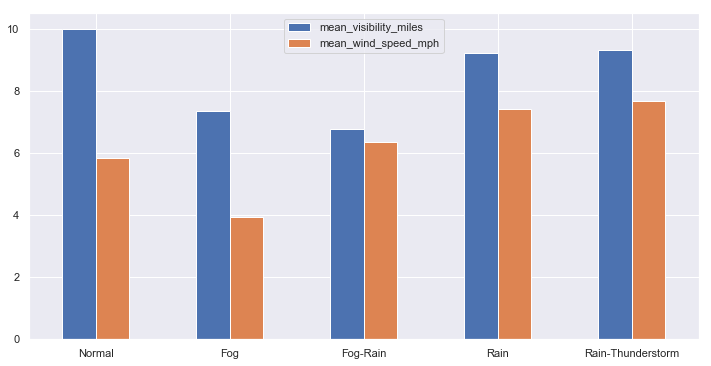 mean_visibility_miles
mean_wind_speed_mph
10
8
6
4
2
0
Normal Fog Fog-Rain Rain Rain-Thunderstorm